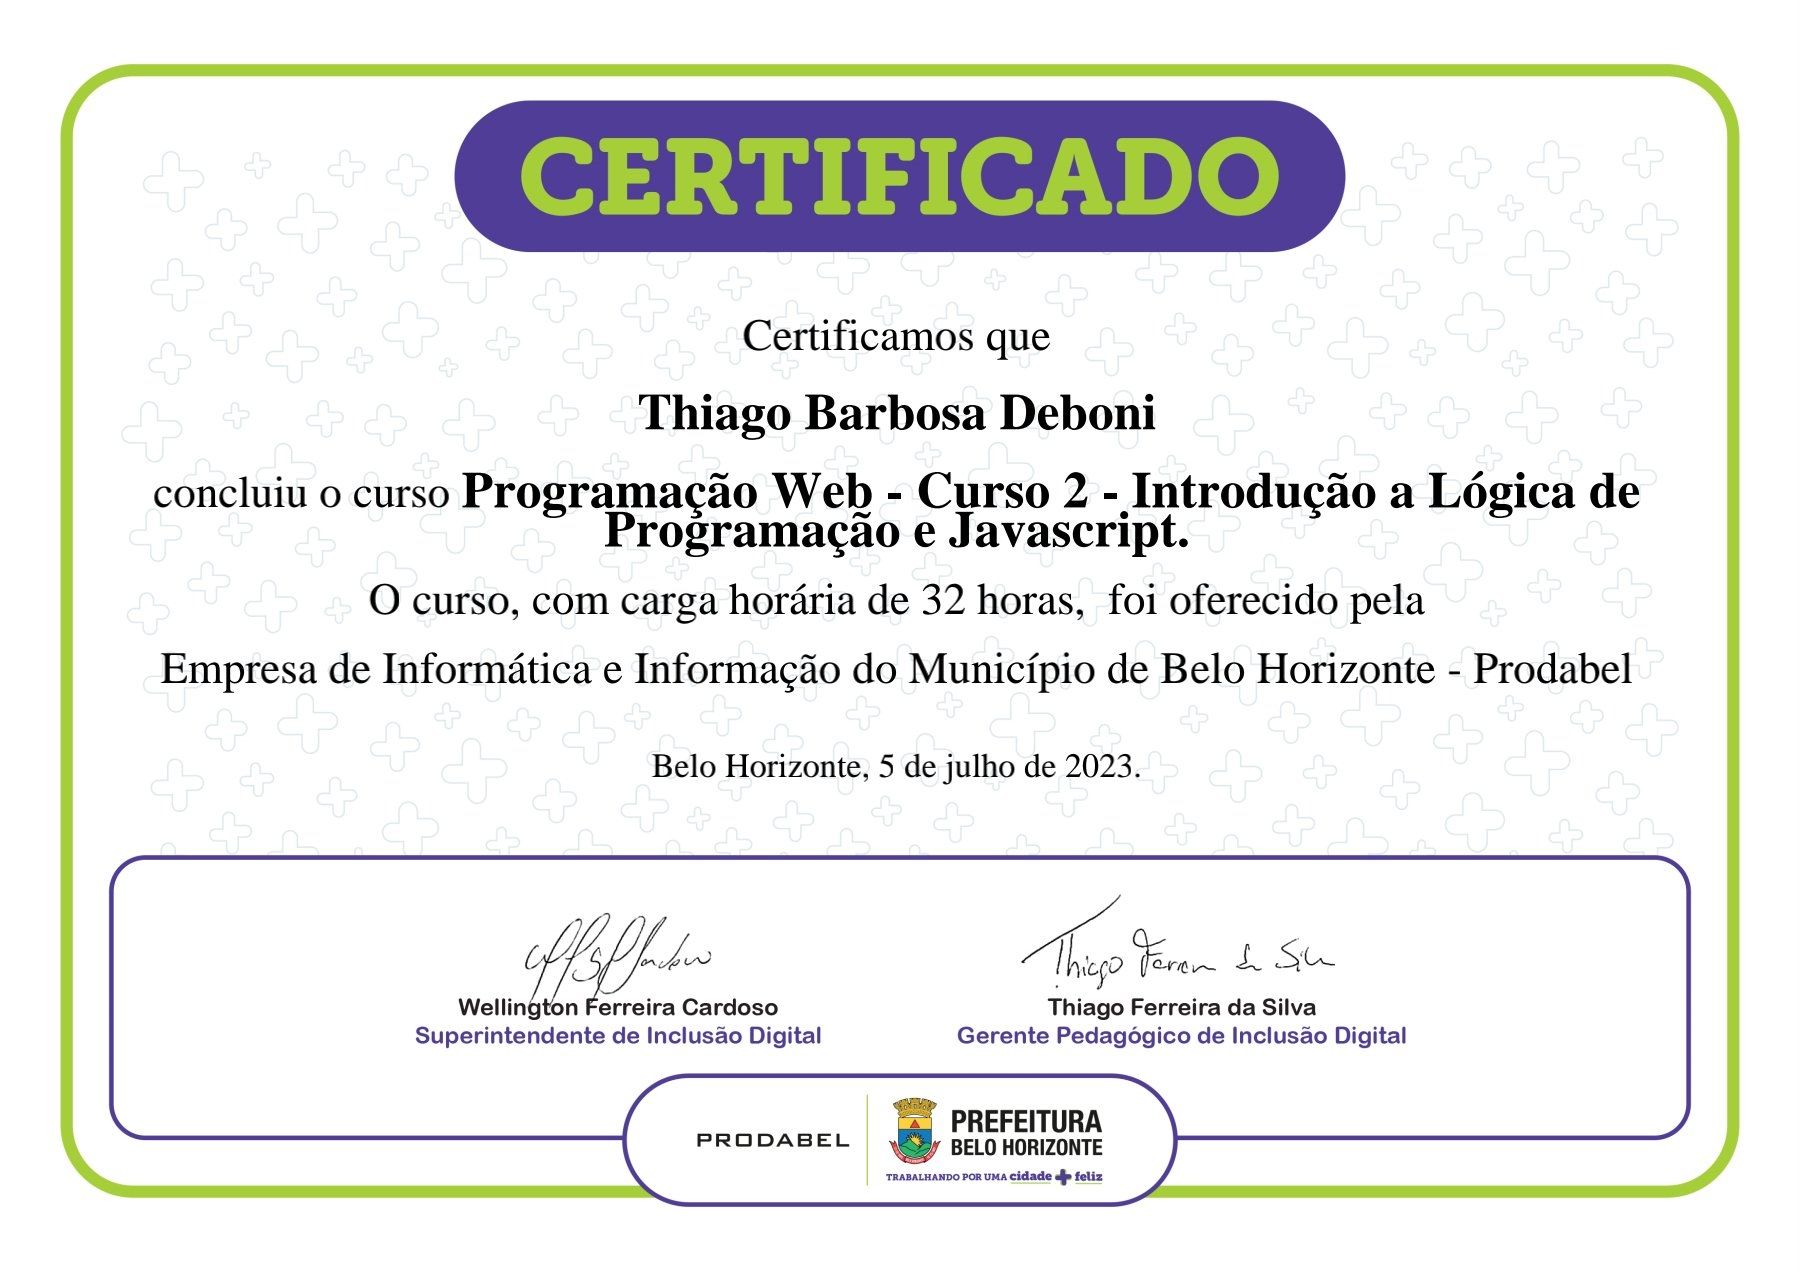 CERTIFICADO
Certificamos que
Thiago Barbosa Deboni
concluiu o curso Programação Web - Curso 2 - Introdução a Lógica de
Programação e Javascript.
O curso, com carga horária de 32 horas,  foi oferecido pela
Empresa de Informática e Informação do Município de Belo Horizonte - Prodabel
Belo Horizonte, 5 de julho de 2023.
Thiago Ferreira da Silva
Wellington Ferreira Cardoso
Superintendente de Inclusão Digital
Thiago Ferreira da Silva
Gerente Pedagógico de Inclusão Digital
PRODABEL
PREFEITURA
BELO HORIZONTE
TRABALHANDO POR UMA cidade + feliz